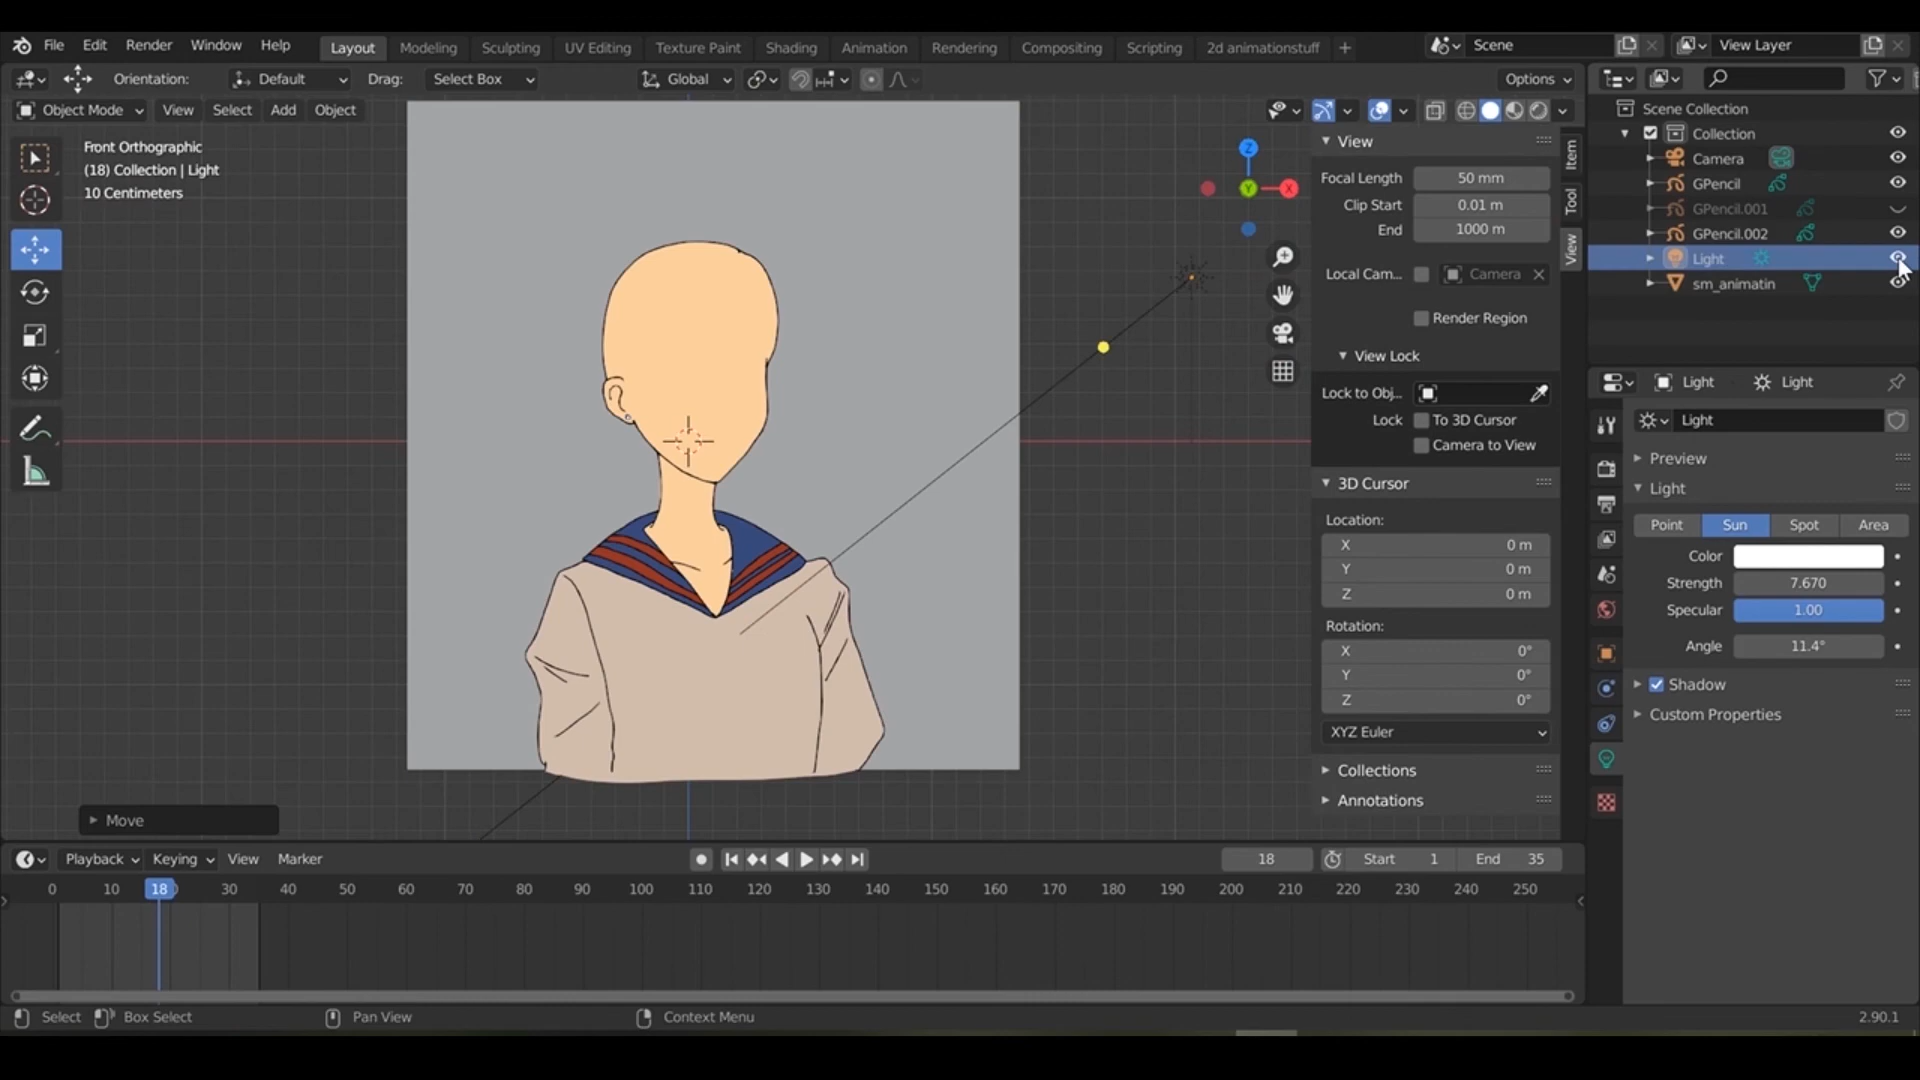 File Edit Render Window Help Layout Modeling Sculpting UV Editing Texture Paint Shading Animation Rendering Compositing Scripting 2d animationstuff + Scene View Layer
Orientation: Default Drag: Select Box Global Options
Object Mode View Select Add Object
Front Orthographic
(18) Collection | Light
10 Centimeters
Z
Y
X
View
Focal Length 50 mm
Clip Start 0.01 m
End 1000 m
Local Cam... Camera
Render Region
View Lock
Lock to Obj...
Lock To 3D Cursor
Camera to View
3D Cursor
Location:
X 0 m
Y 0 m
Z 0 m
Rotation:
X 0°
Y 0°
Z 0°
XYZ Euler
Collections
Annotations
Item
Tool
View
Scene Collection
Collection
Camera
GPencil
GPencil.001
GPencil.002
Light
sm_animatin
Light Light
Light
Preview
Light
Point Sun Spot Area
Color
Strength 7.670
Specular 1.00
Angle 11.4°
Shadow
Custom Properties
Move
Playback Keying View Marker 18 Start 1 End 35
0 10 18 30 40 50 60 70 80 90 100 110 120 130 140 150 160 170 180 190 200 210 220 230 240 250
Select Box Select Pan View Context Menu 2.90.1